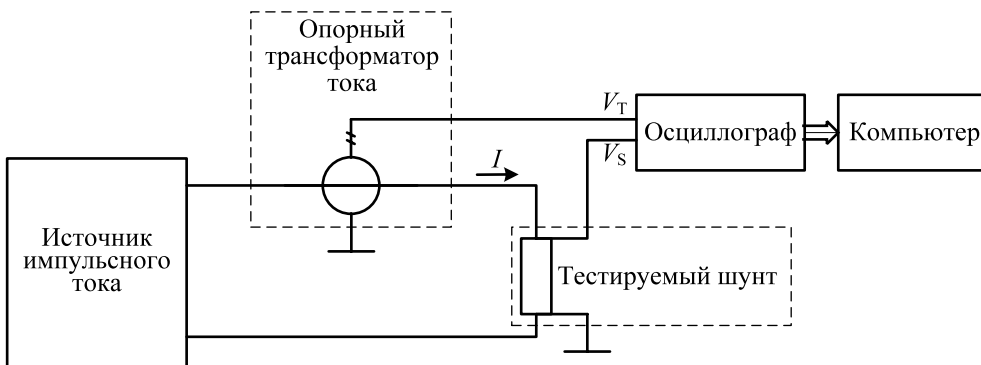 Опорный
трансформатор
тока
V_T
Осциллограф
Компьютер
V_S
I
Источник
импульсного
тока
Тестируемый шунт